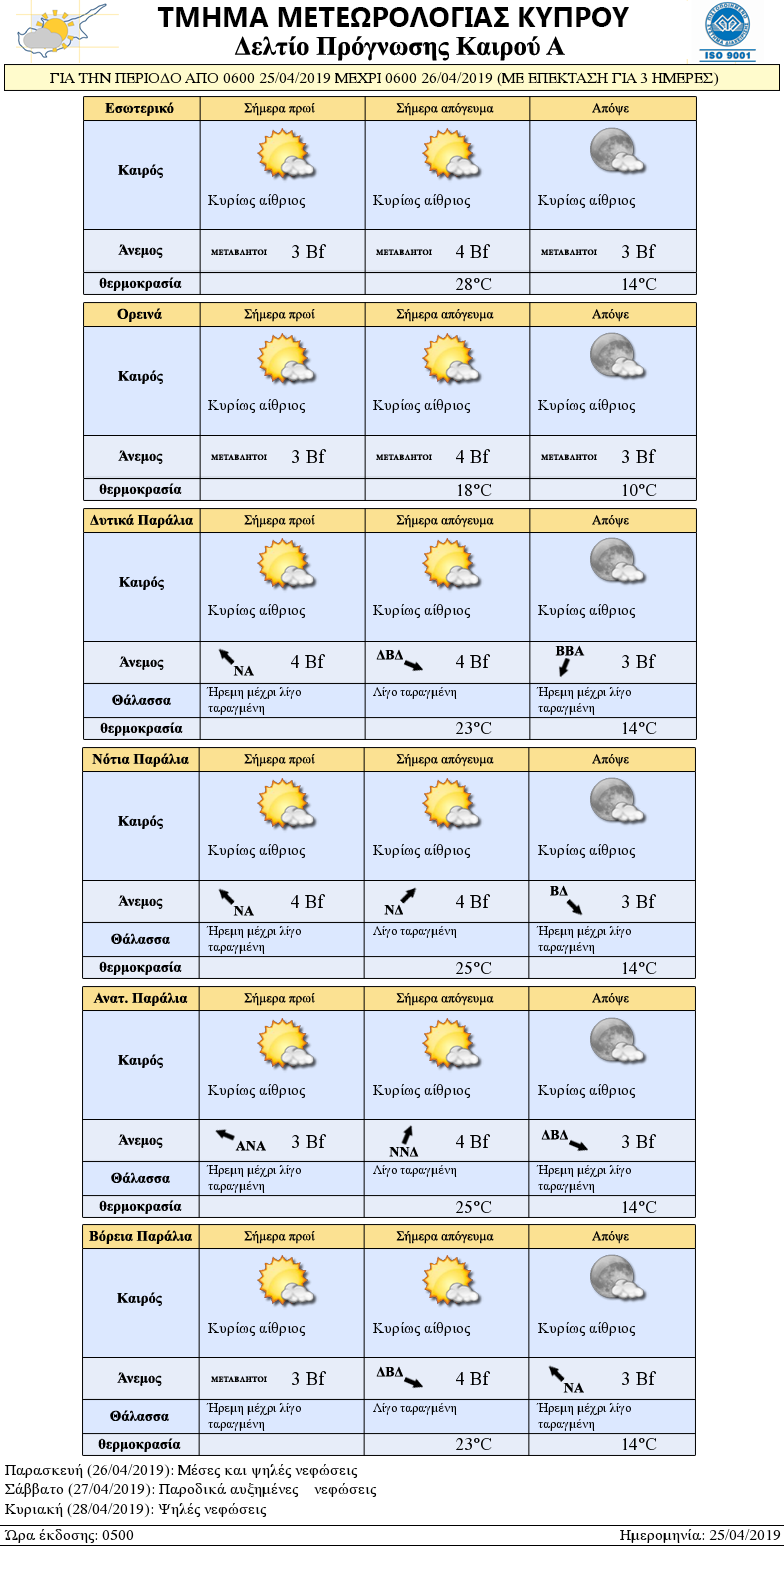 ΤΜΗΜΑ ΜΕΤΕΩΡΟΛΟΓΙΑΣ ΚΥΠΡΟΥ
Δελτίο Πρόγνωσης Καιρού Α
ISO 9001
ΓΙΑ ΤΗΝ ΠΕΡΙΟΔΟ ΑΠΟ 0600 25/04/2019 ΜΕΧΡΙ 0600 26/04/2019 (ΜΕ ΕΠΕΚΤΑΣΗ ΓΙΑ 3 ΗΜΕΡΕΣ)
Εσωτερικό Σήμερα πρωί Σήμερα απόγευμα Απόψε
Καιρός
Κυρίως αίθριος Κυρίως αίθριος Κυρίως αίθριος
Άνεμος ΜΕΤΑΒΛΗΤΟΙ 3 Bf ΜΕΤΑΒΛΗΤΟΙ 4 Bf ΜΕΤΑΒΛΗΤΟΙ 3 Bf
θερμοκρασία 28°C 14°C
Ορεινά Σήμερα πρωί Σήμερα απόγευμα Απόψε
Καιρός
Κυρίως αίθριος Κυρίως αίθριος Κυρίως αίθριος
Άνεμος ΜΕΤΑΒΛΗΤΟΙ 3 Bf ΜΕΤΑΒΛΗΤΟΙ 4 Bf ΜΕΤΑΒΛΗΤΟΙ 3 Bf
θερμοκρασία 18°C 10°C
Δυτικά Παράλια Σήμερα πρωί Σήμερα απόγευμα Απόψε
Καιρός
Κυρίως αίθριος Κυρίως αίθριος Κυρίως αίθριος
Άνεμος ΝΑ 4 Bf ΔΒΔ 4 Bf ΒΒΑ 3 Bf
Θάλασσα Ήρεμη μέχρι λίγο ταραγμένη Λίγο ταραγμένη Ήρεμη μέχρι λίγο ταραγμένη
θερμοκρασία 23°C 14°C
Νότια Παράλια Σήμερα πρωί Σήμερα απόγευμα Απόψε
Καιρός
Κυρίως αίθριος Κυρίως αίθριος Κυρίως αίθριος
Άνεμος ΝΑ 4 Bf ΝΔ 4 Bf ΒΔ 3 Bf
Θάλασσα Ήρεμη μέχρι λίγο ταραγμένη Λίγο ταραγμένη Ήρεμη μέχρι λίγο ταραγμένη
θερμοκρασία 25°C 14°C
Ανατ. Παράλια Σήμερα πρωί Σήμερα απόγευμα Απόψε
Καιρός
Κυρίως αίθριος Κυρίως αίθριος Κυρίως αίθριος
Άνεμος ΑΝΑ 3 Bf ΝΝΔ 4 Bf ΔΒΔ 3 Bf
Θάλασσα Ήρεμη μέχρι λίγο ταραγμένη Λίγο ταραγμένη Ήρεμη μέχρι λίγο ταραγμένη
θερμοκρασία 25°C 14°C
Βόρεια Παράλια Σήμερα πρωί Σήμερα απόγευμα Απόψε
Καιρός
Κυρίως αίθριος Κυρίως αίθριος Κυρίως αίθριος
Άνεμος ΜΕΤΑΒΛΗΤΟΙ 3 Bf ΔΒΔ 4 Bf ΝΑ 3 Bf
Θάλασσα Ήρεμη μέχρι λίγο ταραγμένη Λίγο ταραγμένη Ήρεμη μέχρι λίγο ταραγμένη
θερμοκρασία 23°C 14°C
Παρασκευή (26/04/2019): Μέσες και ψηλές νεφώσεις
Σάββατο (27/04/2019): Παροδικά αυξημένες νεφώσεις
Κυριακή (28/04/2019): Ψηλές νεφώσεις
Ώρα έκδοσης: 0500 Ημερομηνία: 25/04/2019